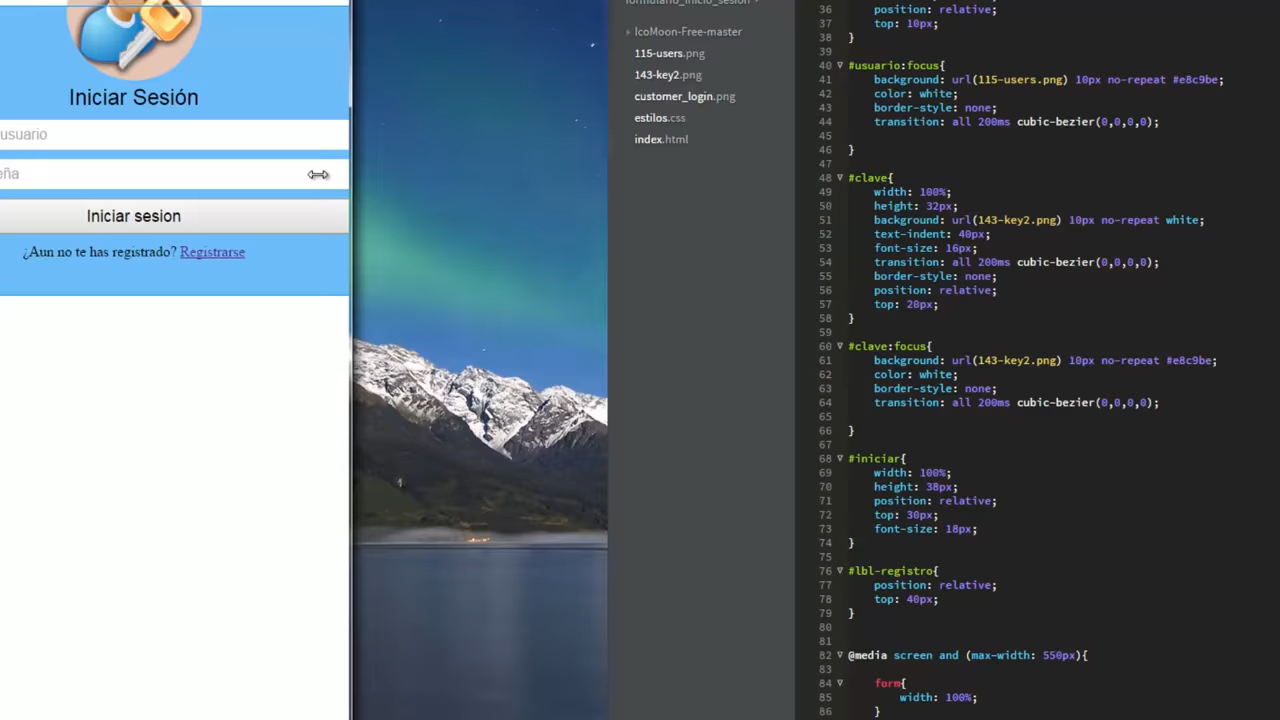 Iniciar Sesión
usuario
eña
Iniciar sesion
¿Aun no te has registrado? Registrarse
formulario_inicio_sesion
IcoMoon-Free-master
115-users.png
143-key2.png
customer_login.png
estilos.css
index.html
36 position: relative;
37 top: 10px;
38 }
39
40 #usuario:focus{
41 background: url(115-users.png) 10px no-repeat #e8c9be;
42 color: white;
43 border-style: none;
44 transition: all 200ms cubic-bezier(0,0,0,0);
45
46 }
47
48 #clave{
49 width: 100%;
50 height: 32px;
51 background: url(143-key2.png) 10px no-repeat white;
52 text-indent: 40px;
53 font-size: 16px;
54 transition: all 200ms cubic-bezier(0,0,0,0);
55 border-style: none;
56 position: relative;
57 top: 20px;
58 }
59
60 #clave:focus{
61 background: url(143-key2.png) 10px no-repeat #e8c9be;
62 color: white;
63 border-style: none;
64 transition: all 200ms cubic-bezier(0,0,0,0);
65
66 }
67
68 #iniciar{
69 width: 100%;
70 height: 38px;
71 position: relative;
72 top: 30px;
73 font-size: 18px;
74 }
75
76 #lbl-registro{
77 position: relative;
78 top: 40px;
79 }
80
81
82 @media screen and (max-width: 550px){
83
84 form{
85 width: 100%;
86 }